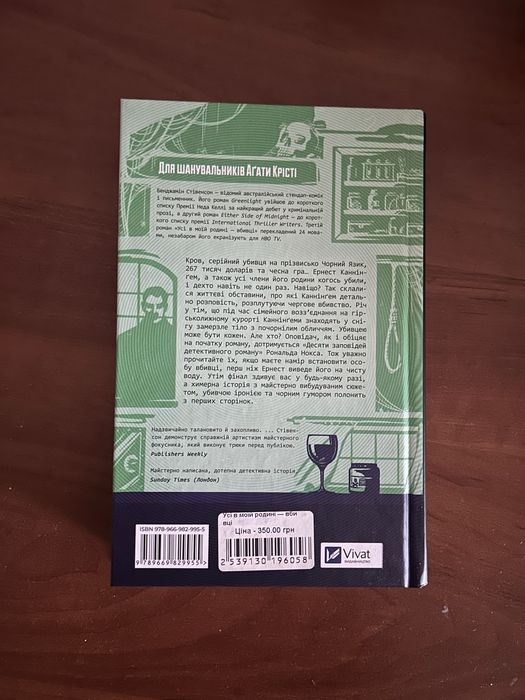 Для шанувальників Аґати Крісті
Бенджамін Стівенсон — відомий австралійський стендап-комік
і письменник. Його роман Greenlight увійшов до короткого
списку Премії Неда Келлі за найкращий дебют у кримінальній
прозі, а другий роман Either Side of Midnight — до корот-
кого списку премії International Thriller Writers. Третій
роман «Усі в моїй родині — вбивці» перекладений 24 мова-
ми, незабаром його екранізують для HBO TV.
Кров, серійний убивця на прізвисько Чорний Язик,
267 тисяч доларів та чесна гра… Ернест Каннін-
гем, а також усі члени його родини когось убили,
і дехто навіть не один раз. Навіщо? Так склали-
ся життєві обставини, про які Каннінгем деталь-
но розповість, розплутуючи чергове вбивство. Річ
у тім, що під час сімейного возз’єднання на гір-
ськолижному курорті Каннінгеми знаходять у сні-
гу замерзле тіло з почорнілим обличчям. Убивцею
може бути кожен. Але хто? Оповідач, як і обіцяє
на початку роману, дотримується «Десяти заповідей
детективного роману» Рональда Нокса. Тож уважно
прочитайте їх, якщо маєте намір встановити осо-
бу вбивці, перш ніж Ернест виведе його на чисту
воду. Утім фінал здивує вас у будь-якому разі,
а химерна історія з майстерно вибудуваним сюже-
том, убивчою іронією та чорним гумором полонить
з перших сторінок.
Надзвичайно талановито й захопливо. ... Стівен-
сон демонструє справжній артистизм майстерного
фокусника, який виконує трюки перед публікою.
Publishers Weekly
Майстерно написана, дотепна детективна історія.
Sunday Times (Лондон)
ISBN 978-966-982-995-5
9 789669 829955 >
Усі в моїй родині — вби
вці
Ціна - 350.00 грн
2 539130 196058
Vivat
видавництво